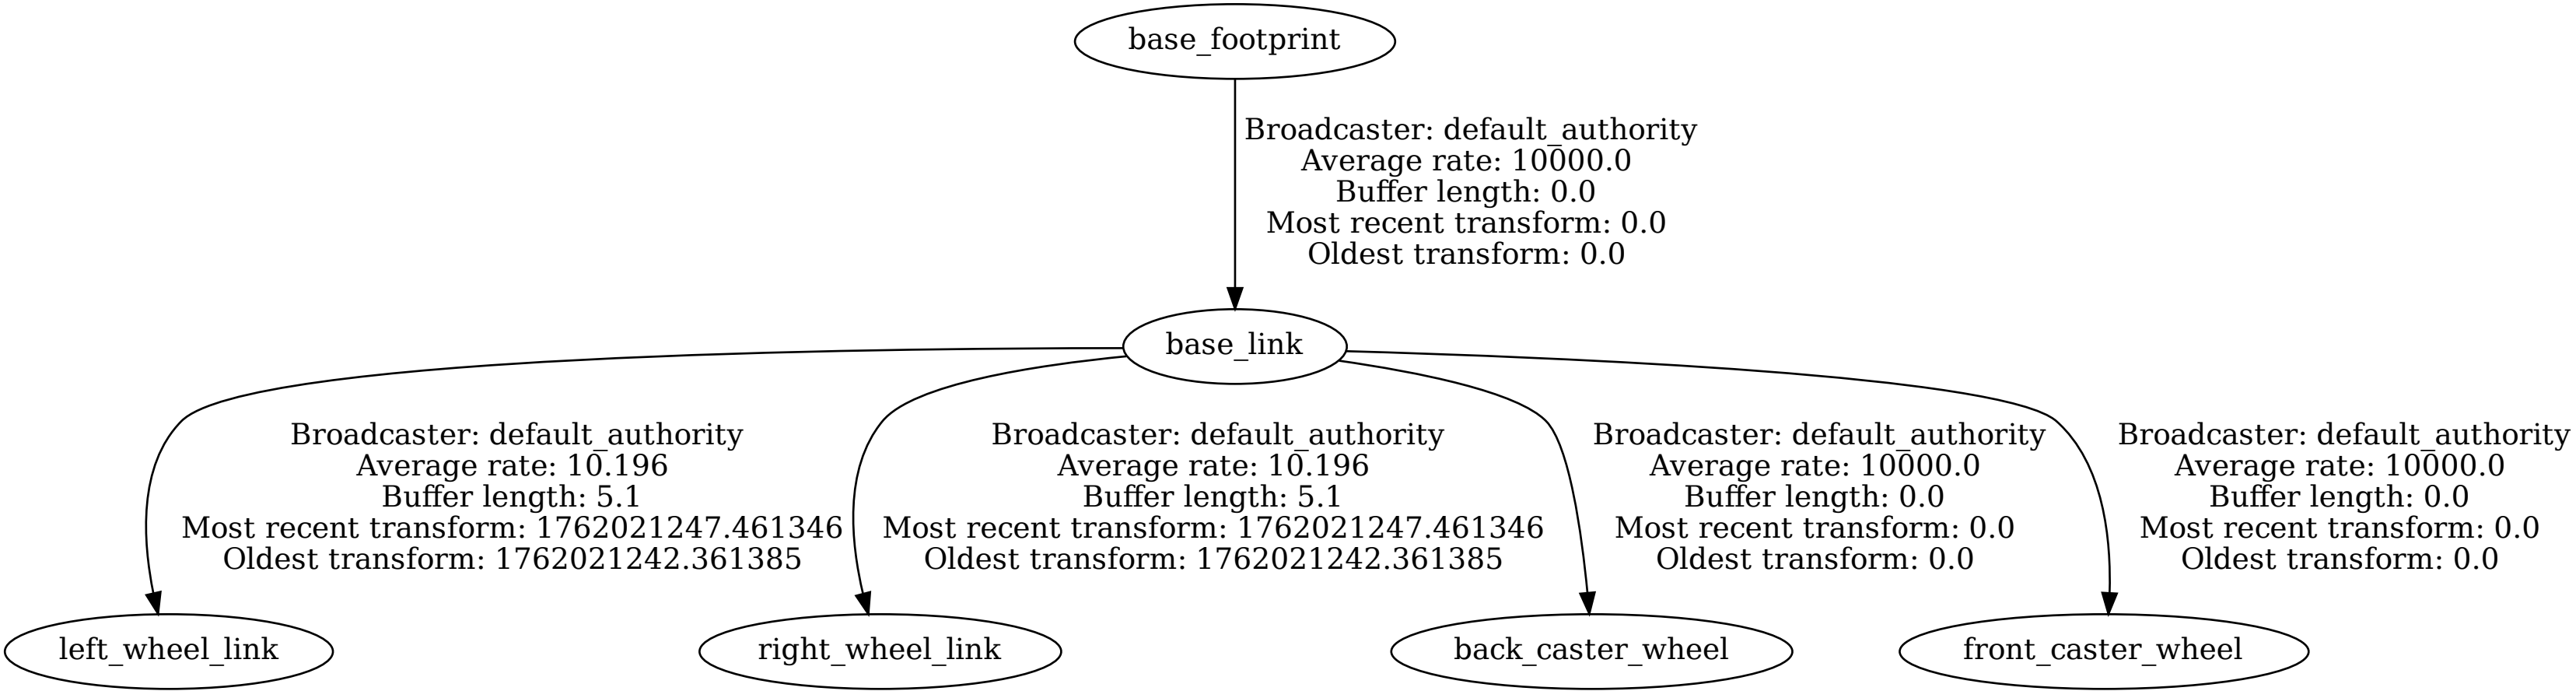 base_footprint
Broadcaster: default_authority
Average rate: 10000.0
Buffer length: 0.0
Most recent transform: 0.0
Oldest transform: 0.0
base_link
Broadcaster: default_authority
Average rate: 10.196
Buffer length: 5.1
Most recent transform: 1762021247.461346
Oldest transform: 1762021242.361385
Broadcaster: default_authority
Average rate: 10.196
Buffer length: 5.1
Most recent transform: 1762021247.461346
Oldest transform: 1762021242.361385
Broadcaster: default_authority
Average rate: 10000.0
Buffer length: 0.0
Most recent transform: 0.0
Oldest transform: 0.0
Broadcaster: default_authority
Average rate: 10000.0
Buffer length: 0.0
Most recent transform: 0.0
Oldest transform: 0.0
left_wheel_link
right_wheel_link
back_caster_wheel
front_caster_wheel